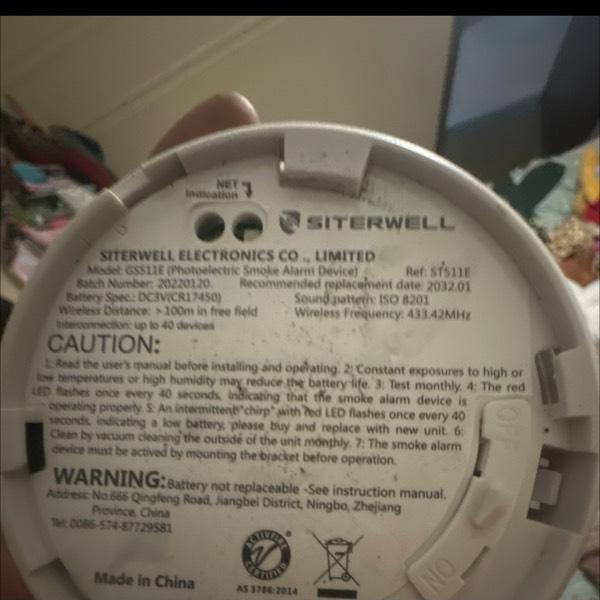 NET
Indication
SITERWELL
SITERWELL ELECTRONICS CO ., LIMITED
Model: GS511E (Photoelectric Smoke Alarm Device) Ref: ST511E
Batch Number: 20220120. Recommended replacement date: 2032.01
Battery Spec.: DC3V(CR17450) Sound pattern: ISO 8201
Wireless Distance: >100m in free field Wireless Frequency: 433.42MHz
Interconnection: up to 40 devices
CAUTION:
1: Read the user's manual before installing and operating. 2: Constant exposures to high or
low temperatures or high humidity may reduce the battery life. 3: Test monthly. 4: The red
LED flashes once every 40 seconds, indicating that the smoke alarm device is
operating properly. 5: An intermittent "chirp" with red LED flashes once every 40
seconds, indicating a low battery, please buy and replace with new unit. 6:
Clean by vacuum cleaning the outside of the unit monthly. 7: The smoke alarm
device must be actived by mounting the bracket before operation.
WARNING: Battery not replaceable -See instruction manual.
Address: No.666 Qingfeng Road, Jiangbei District, Ningbo, Zhejiang
Province, China
Tel: 0086-574-87729581
OFF
ON
ACTIVFIRE
CERTIFIED
AS 3786:2014
Made in China